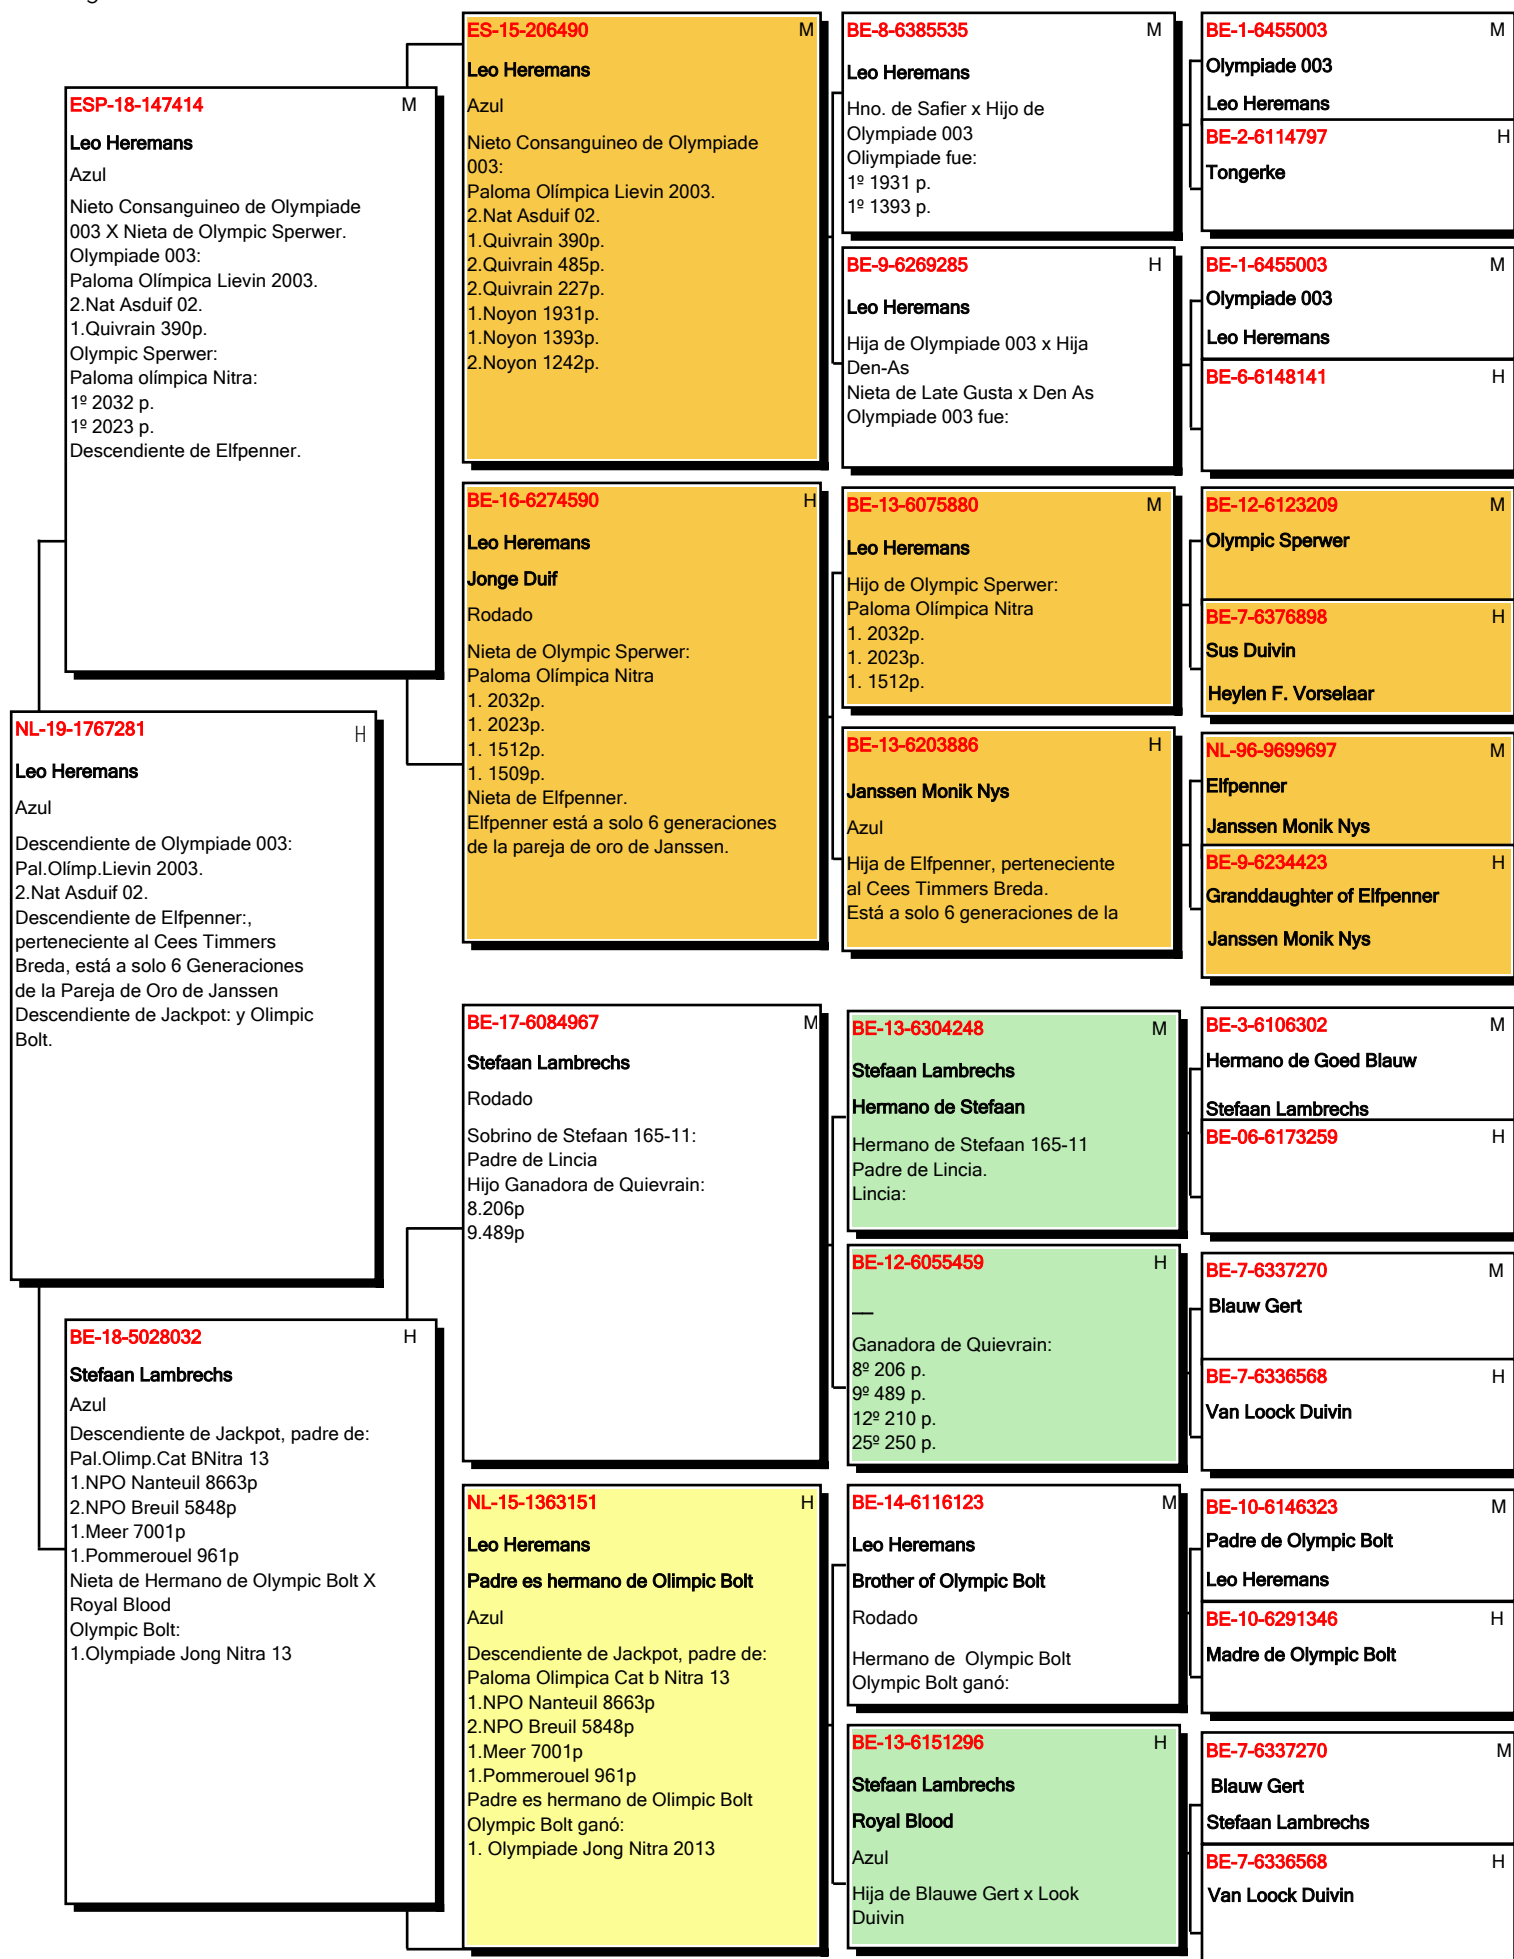 NL-19-1767281 H
Leo Heremans
Azul
Descendiente de Olympiade 003:
Pal.Olímp.Lievin 2003.
2.Nat Asduif 02.
Descendiente de Elfpenner:,
perteneciente al Cees Timmers
Breda, está a solo 6 Generaciones
de la Pareja de Oro de Janssen
Descendiente de Jackpot: y Olimpic
Bolt.
ESP-18-147414 M
Leo Heremans
Azul
Nieto Consanguineo de Olympiade
003 X Nieta de Olympic Sperwer.
Olympiade 003:
Paloma Olímpica Lievin 2003.
2.Nat Asduif 02.
1.Quivrain 390p.
Olympic Sperwer:
Paloma olímpica Nitra:
1º 2032 p.
1º 2023 p.
Descendiente de Elfpenner.
BE-18-5028032 H
Stefaan Lambrechs
Azul
Descendiente de Jackpot, padre de:
Pal.Olimp.Cat BNitra 13
1.NPO Nanteuil 8663p
2.NPO Breuil 5848p
1.Meer 7001p
1.Pommerouel 961p
Nieta de Hermano de Olympic Bolt X
Royal Blood
Olympic Bolt:
1.Olympiade Jong Nitra 13
ES-15-206490 M
Leo Heremans
Azul
Nieto Consanguineo de Olympiade
003:
Paloma Olímpica Lievin 2003.
2.Nat Asduif 02.
1.Quivrain 390p.
2.Quivrain 485p.
2.Quivrain 227p.
1.Noyon 1931p.
1.Noyon 1393p.
2.Noyon 1242p.
BE-16-6274590 H
Leo Heremans
Jonge Duif
Rodado
Nieta de Olympic Sperwer:
Paloma Olímpica Nitra
1. 2032p.
1. 2023p.
1. 1512p.
1. 1509p.
Nieta de Elfpenner.
Elfpenner está a solo 6 generaciones
de la pareja de oro de Janssen.
BE-17-6084967 M
Stefaan Lambrechs
Rodado
Sobrino de Stefaan 165-11:
Padre de Lincia
Hijo Ganadora de Quievrain:
8.206p
9.489p
NL-15-1363151 H
Leo Heremans
Padre es hermano de Olimpic Bolt
Azul
Descendiente de Jackpot, padre de:
Paloma Olimpica Cat b Nitra 13
1.NPO Nanteuil 8663p
2.NPO Breuil 5848p
1.Meer 7001p
1.Pommerouel 961p
Padre es hermano de Olimpic Bolt
Olympic Bolt ganó:
1. Olympiade Jong Nitra 2013
BE-8-6385535 M
Leo Heremans
Hno. de Safier x Hijo de
Olympiade 003
Oliympiade fue:
1º 1931 p.
1º 1393 p.
BE-9-6269285 H
Leo Heremans
Hija de Olympiade 003 x Hija
Den-As
Nieta de Late Gusta x Den As
Olympiade 003 fue:
BE-13-6075880 M
Leo Heremans
Hijo de Olympic Sperwer:
Paloma Olímpica Nitra
1. 2032p.
1. 2023p.
1. 1512p.
BE-13-6203886 H
Janssen Monik Nys
Azul
Hija de Elfpenner, perteneciente
al Cees Timmers Breda.
Está a solo 6 generaciones de la
BE-13-6304248 M
Stefaan Lambrechs
Hermano de Stefaan
Hermano de Stefaan 165-11
Padre de Lincia.
Lincia:
BE-12-6055459 H
__
Ganadora de Quievrain:
8º 206 p.
9º 489 p.
12º 210 p.
25º 250 p.
BE-14-6116123 M
Leo Heremans
Brother of Olympic Bolt
Rodado
Hermano de Olympic Bolt
Olympic Bolt ganó:
BE-13-6151296 H
Stefaan Lambrechs
Royal Blood
Azul
Hija de Blauwe Gert x Look
Duivin
BE-1-6455003 M
Olympiade 003
Leo Heremans
BE-2-6114797 H
Tongerke
BE-1-6455003 M
Olympiade 003
Leo Heremans
BE-6-6148141 H
BE-12-6123209 M
Olympic Sperwer
BE-7-6376898 H
Sus Duivin
Heylen F. Vorselaar
NL-96-9699697 M
Elfpenner
Janssen Monik Nys
BE-9-6234423 H
Granddaughter of Elfpenner
Janssen Monik Nys
BE-3-6106302 M
Hermano de Goed Blauw
Stefaan Lambrechs
BE-06-6173259 H
BE-7-6337270 M
Blauw Gert
BE-7-6336568 H
Van Loock Duivin
BE-10-6146323 M
Padre de Olympic Bolt
Leo Heremans
BE-10-6291346 H
Madre de Olympic Bolt
BE-7-6337270 M
Blauw Gert
Stefaan Lambrechs
BE-7-6336568 H
Van Loock Duivin